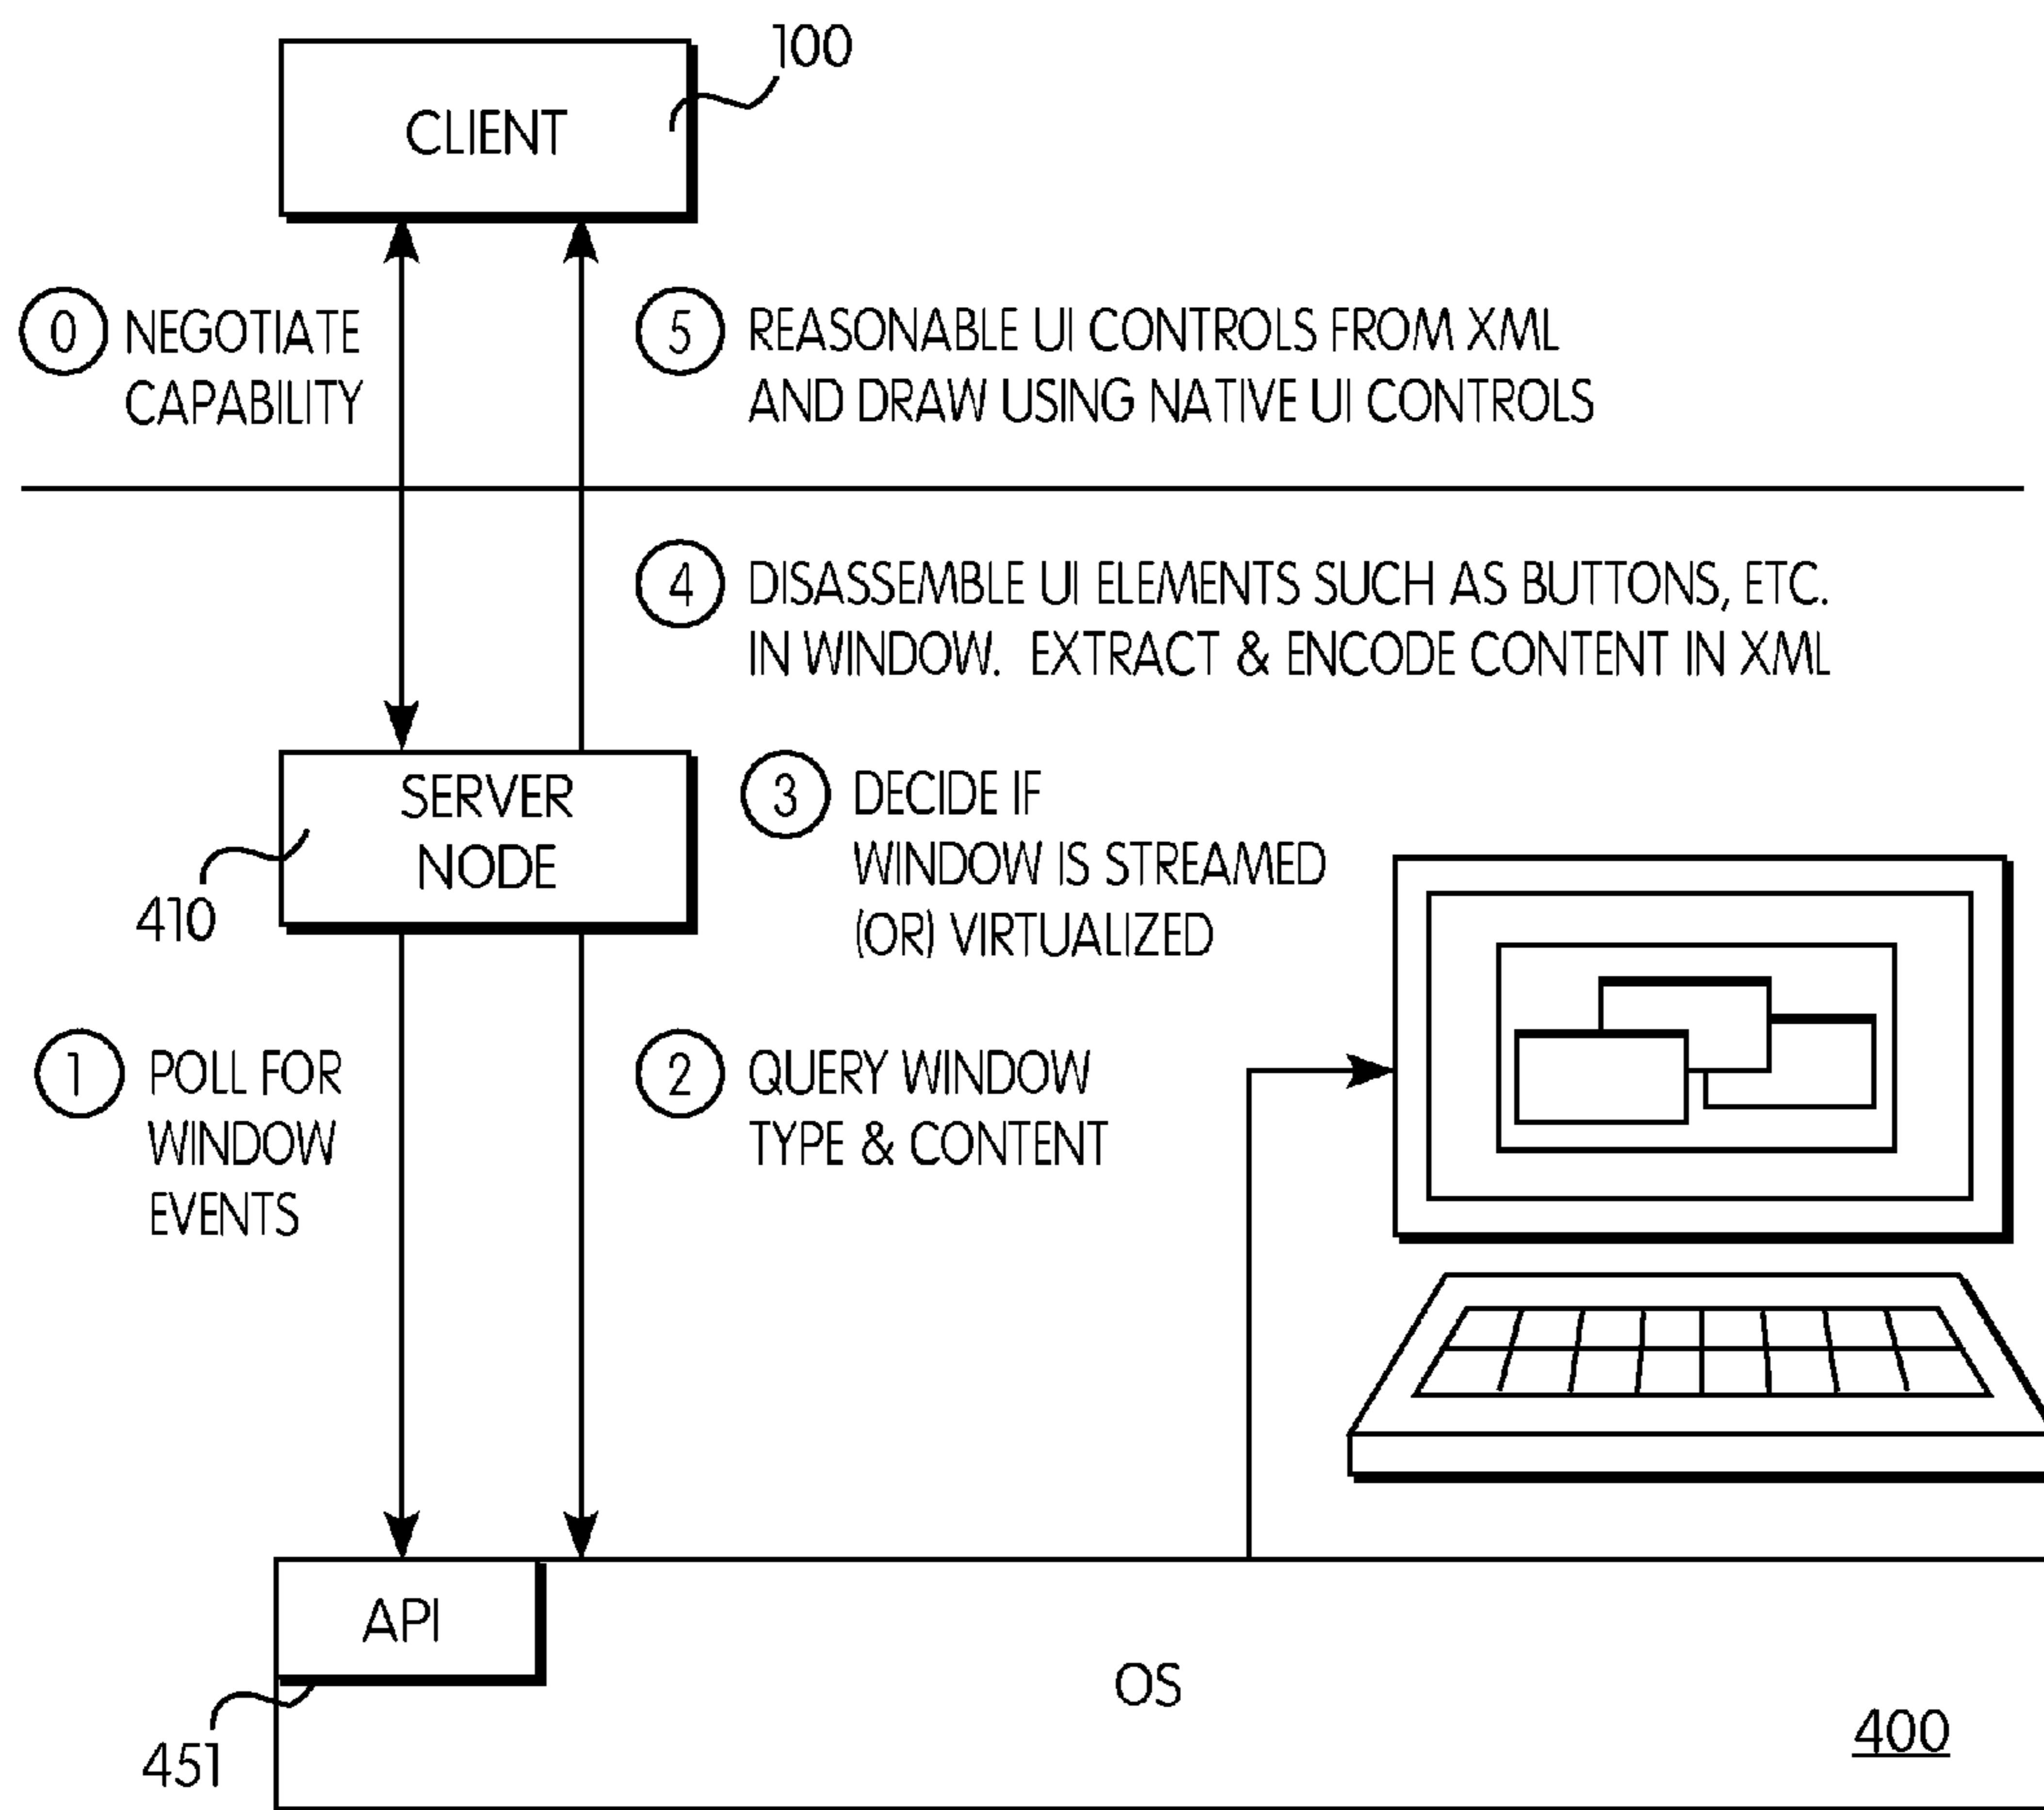 100
CLIENT
0 NEGOTIATE
CAPABILITY
5 REASONABLE UI CONTROLS FROM XML
AND DRAW USING NATIVE UI CONTROLS
4 DISASSEMBLE UI ELEMENTS SUCH AS BUTTONS, ETC.
IN WINDOW. EXTRACT & ENCODE CONTENT IN XML
SERVER
NODE
410
3 DECIDE IF
WINDOW IS STREAMED
(OR) VIRTUALIZED
1 POLL FOR
WINDOW
EVENTS
2 QUERY WINDOW
TYPE & CONTENT
API
451
OS
400